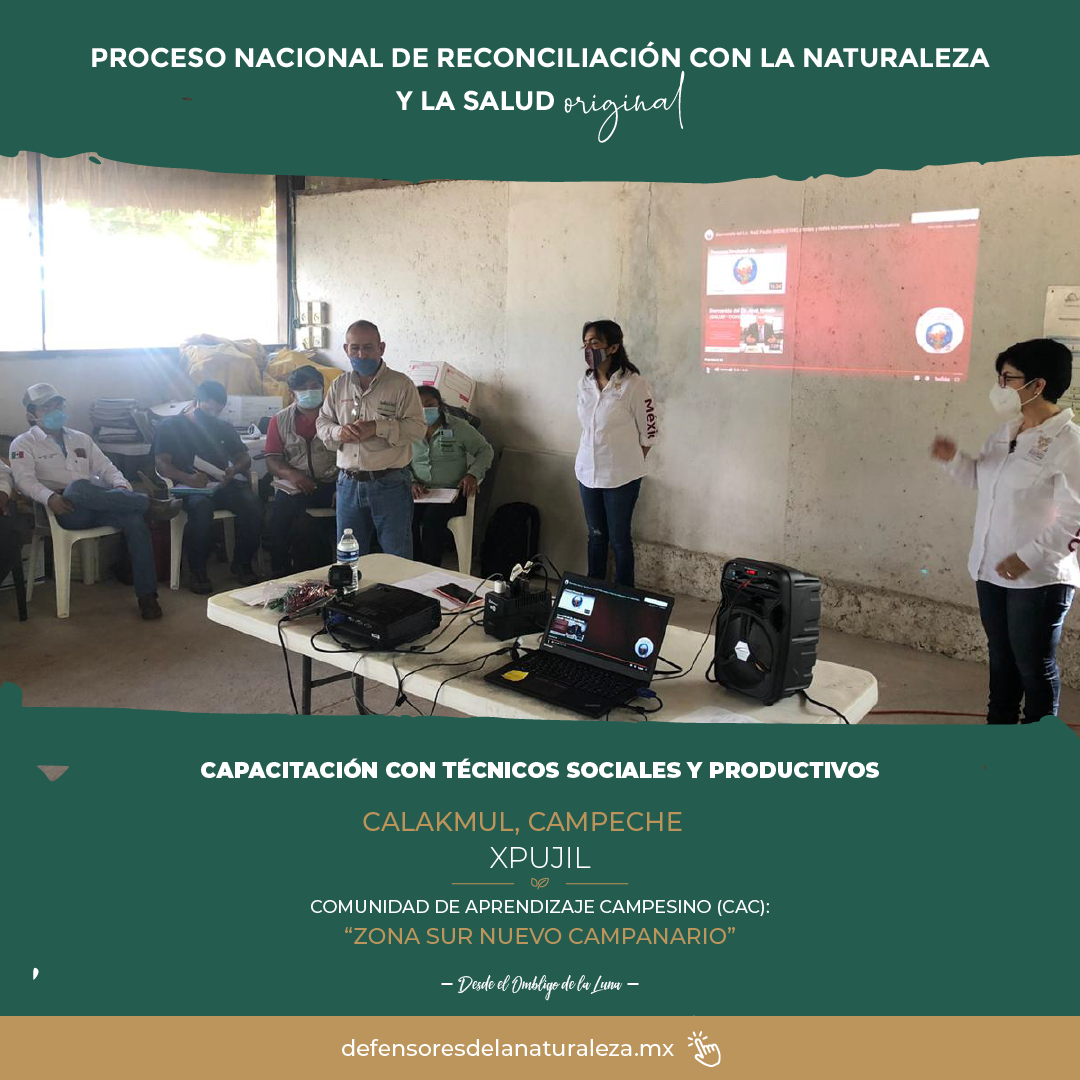 PROCESO NACIONAL DE RECONCILIACIÓN CON LA NATURALEZA
Y LA SALUD original
Méxi
CAPACITACIÓN CON TÉCNICOS SOCIALES Y PRODUCTIVOS
CALAKMUL, CAMPECHE
XPUJIL
COMUNIDAD DE APRENDIZAJE CAMPESINO (CAC):
“ZONA SUR NUEVO CAMPANARIO”
— Desde el Ombligo de la Luna —
defensoresdelanaturaleza.mx